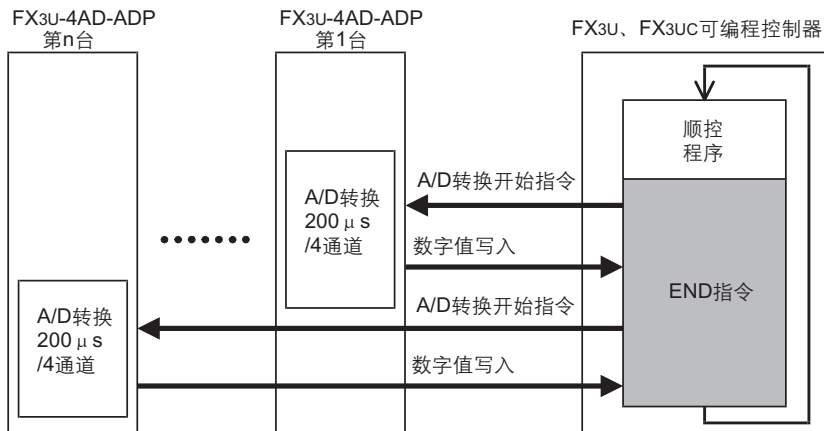 FX3U-4AD-ADP
第n台
FX3U-4AD-ADP
第1台
FX3U、FX3UC可编程控制器
顺控
程序
A/D转换开始指令
A/D转换
200μs
/4通道
数字值写入
END指令
A/D转换开始指令
A/D转换
200μs
/4通道
数字值写入